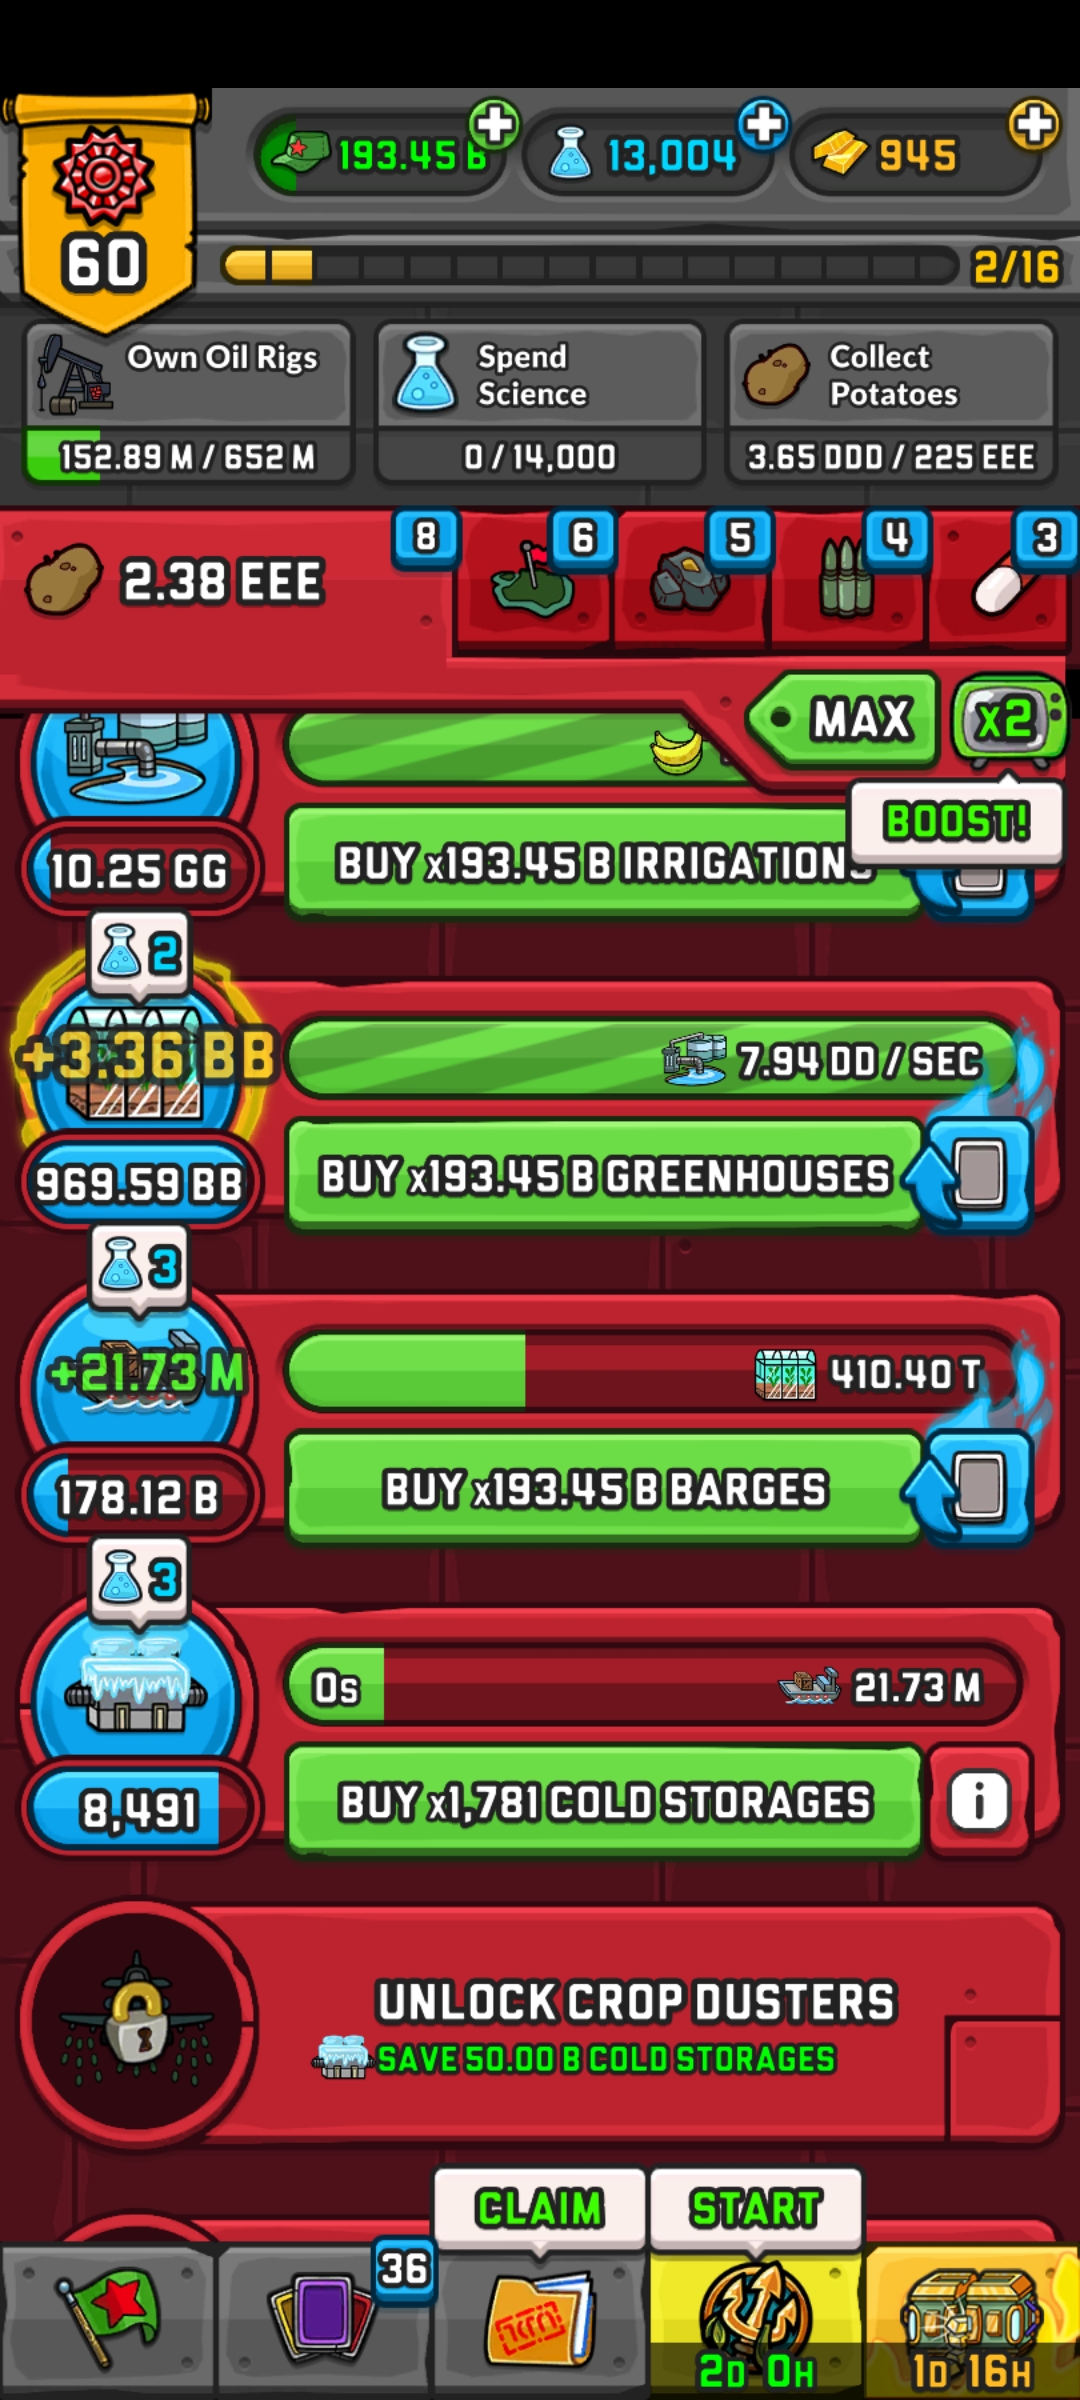 193.45 B
13,004
945
60
2/16
Own Oil Rigs
152.89 M / 652 M
Spend
Science
0 / 14,000
Collect
Potatoes
3.65 DDD / 225 EEE
2.38 EEE
8
6
5
4
3
MAX
x2
BOOST!
10.25 GG
BUY x193.45 B IRRIGATIONS
2
+3.36 BB
7.94 DD / SEC
969.59 BB
BUY x193.45 B GREENHOUSES
3
+21.73 M
410.40 T
178.12 B
BUY x193.45 B BARGES
3
0s
21.73 M
8,491
BUY x1,781 COLD STORAGES
i
UNLOCK CROP DUSTERS
SAVE 50.00 B COLD STORAGES
CLAIM
START
36
2D 0H
1D 16H